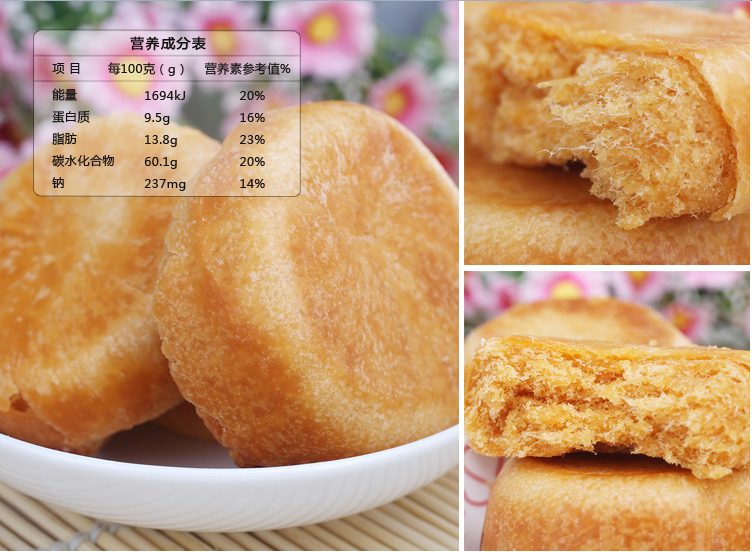 营养成分表
项 目 每100克（g） 营养素参考值%
能量 1694kJ 20%
蛋白质 9.5g 16%
脂肪 13.8g 23%
碳水化合物 60.1g 20%
钠 237mg 14%